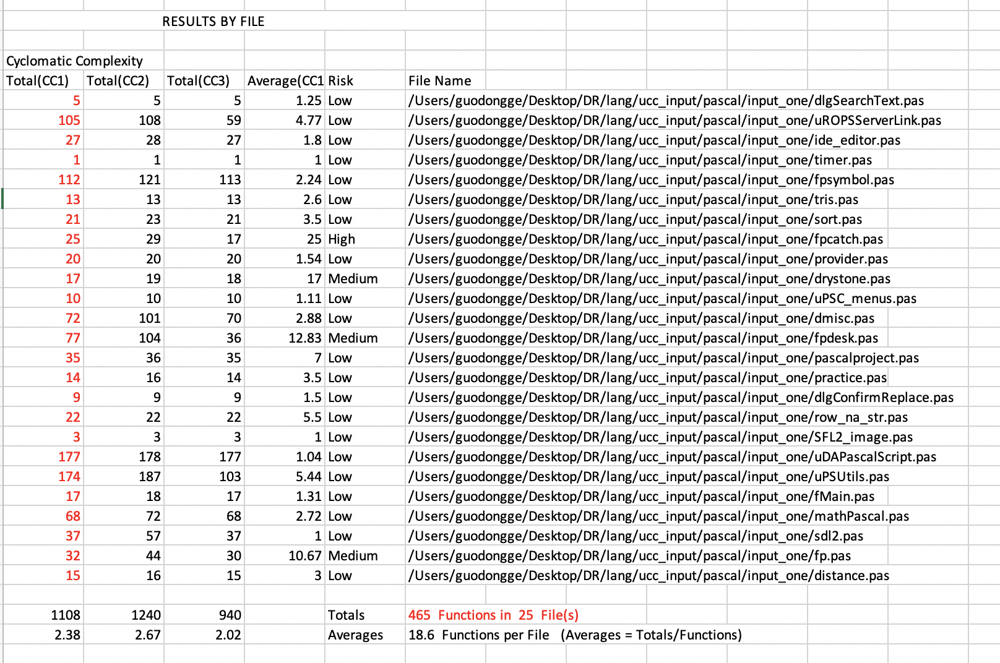 RESULTS BY FILE
Cyclomatic Complexity
Total(CC1) Total(CC2) Total(CC3) Average(CC1 Risk File Name
5 5 5 1.25 Low /Users/guodongge/Desktop/DR/lang/ucc_input/pascal/input_one/dlgSearchText.pas
105 108 59 4.77 Low /Users/guodongge/Desktop/DR/lang/ucc_input/pascal/input_one/uROPSServerLink.pas
27 28 27 1.8 Low /Users/guodongge/Desktop/DR/lang/ucc_input/pascal/input_one/ide_editor.pas
1 1 1 1 Low /Users/guodongge/Desktop/DR/lang/ucc_input/pascal/input_one/timer.pas
112 121 113 2.24 Low /Users/guodongge/Desktop/DR/lang/ucc_input/pascal/input_one/fpsymbol.pas
13 13 13 2.6 Low /Users/guodongge/Desktop/DR/lang/ucc_input/pascal/input_one/tris.pas
21 23 21 3.5 Low /Users/guodongge/Desktop/DR/lang/ucc_input/pascal/input_one/sort.pas
25 29 17 25 High /Users/guodongge/Desktop/DR/lang/ucc_input/pascal/input_one/fpcatch.pas
20 20 20 1.54 Low /Users/guodongge/Desktop/DR/lang/ucc_input/pascal/input_one/provider.pas
17 19 18 17 Medium /Users/guodongge/Desktop/DR/lang/ucc_input/pascal/input_one/drystone.pas
10 10 10 1.11 Low /Users/guodongge/Desktop/DR/lang/ucc_input/pascal/input_one/uPSC_menus.pas
72 101 70 2.88 Low /Users/guodongge/Desktop/DR/lang/ucc_input/pascal/input_one/dmisc.pas
77 104 36 12.83 Medium /Users/guodongge/Desktop/DR/lang/ucc_input/pascal/input_one/fpdesk.pas
35 36 35 7 Low /Users/guodongge/Desktop/DR/lang/ucc_input/pascal/input_one/pascalproject.pas
14 16 14 3.5 Low /Users/guodongge/Desktop/DR/lang/ucc_input/pascal/input_one/practice.pas
9 9 9 1.5 Low /Users/guodongge/Desktop/DR/lang/ucc_input/pascal/input_one/dlgConfirmReplace.pas
22 22 22 5.5 Low /Users/guodongge/Desktop/DR/lang/ucc_input/pascal/input_one/row_na_str.pas
3 3 3 1 Low /Users/guodongge/Desktop/DR/lang/ucc_input/pascal/input_one/SFL2_image.pas
177 178 177 1.04 Low /Users/guodongge/Desktop/DR/lang/ucc_input/pascal/input_one/uDAPascalScript.pas
174 187 103 5.44 Low /Users/guodongge/Desktop/DR/lang/ucc_input/pascal/input_one/uPSUtils.pas
17 18 17 1.31 Low /Users/guodongge/Desktop/DR/lang/ucc_input/pascal/input_one/fMain.pas
68 72 68 2.72 Low /Users/guodongge/Desktop/DR/lang/ucc_input/pascal/input_one/mathPascal.pas
37 57 37 1 Low /Users/guodongge/Desktop/DR/lang/ucc_input/pascal/input_one/sdl2.pas
32 44 30 10.67 Medium /Users/guodongge/Desktop/DR/lang/ucc_input/pascal/input_one/fp.pas
15 16 15 3 Low /Users/guodongge/Desktop/DR/lang/ucc_input/pascal/input_one/distance.pas
1108 1240 940 Totals 465 Functions in 25 File(s)
2.38 2.67 2.02 Averages 18.6 Functions per File (Averages = Totals/Functions)